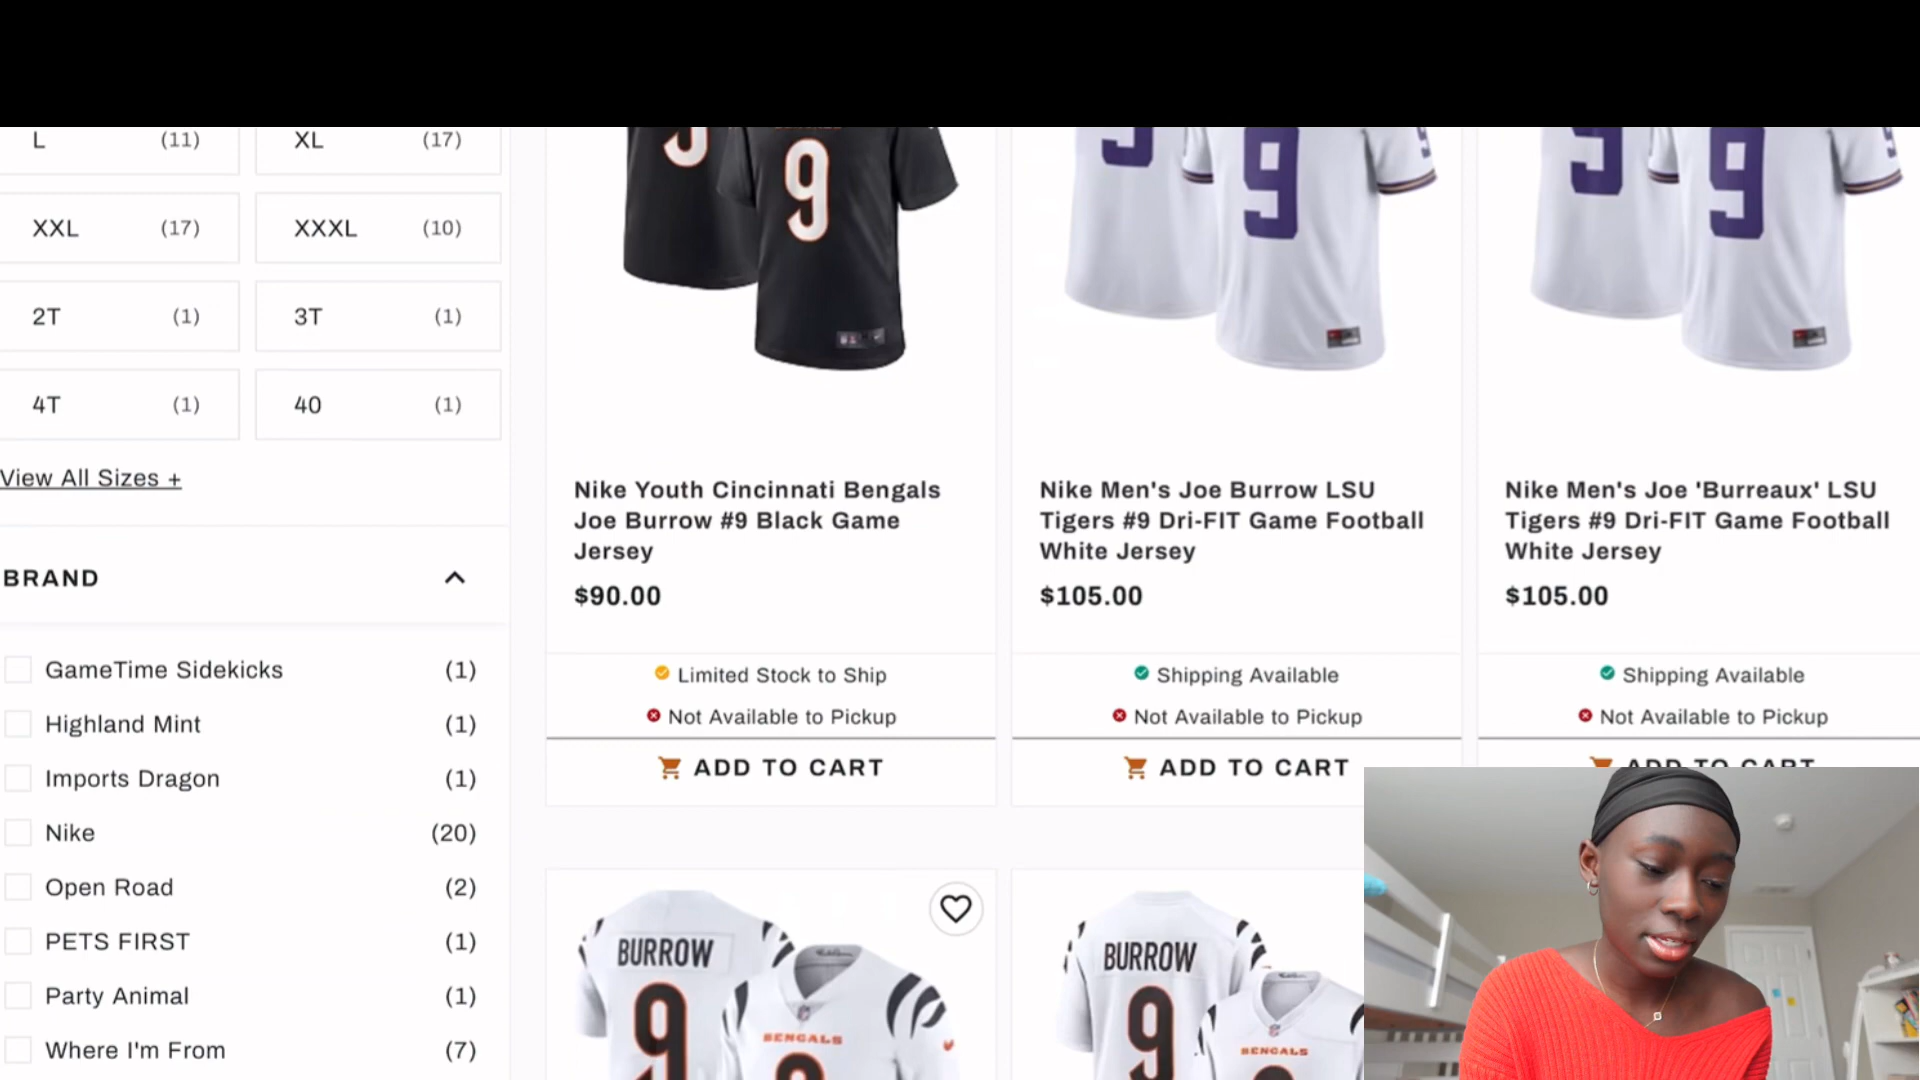 L (11) XL (17)
XXL (17) XXXL (10)
2T (1) 3T (1)
4T (1) 40 (1)
View All Sizes +
BRAND
GameTime Sidekicks (1)
Highland Mint (1)
Imports Dragon (1)
Nike (20)
Open Road (2)
PETS FIRST (1)
Party Animal (1)
Where I'm From (7)
9
9
9
Nike Youth Cincinnati Bengals
Joe Burrow #9 Black Game
Jersey
$90.00
Limited Stock to Ship
Not Available to Pickup
ADD TO CART
Nike Men's Joe Burrow LSU
Tigers #9 Dri-FIT Game Football
White Jersey
$105.00
Shipping Available
Not Available to Pickup
ADD TO CART
Nike Men's Joe 'Burreaux' LSU
Tigers #9 Dri-FIT Game Football
White Jersey
$105.00
Shipping Available
Not Available to Pickup
ADD TO CART
BURROW
9
BENGALS
BURROW
9
BENGALS